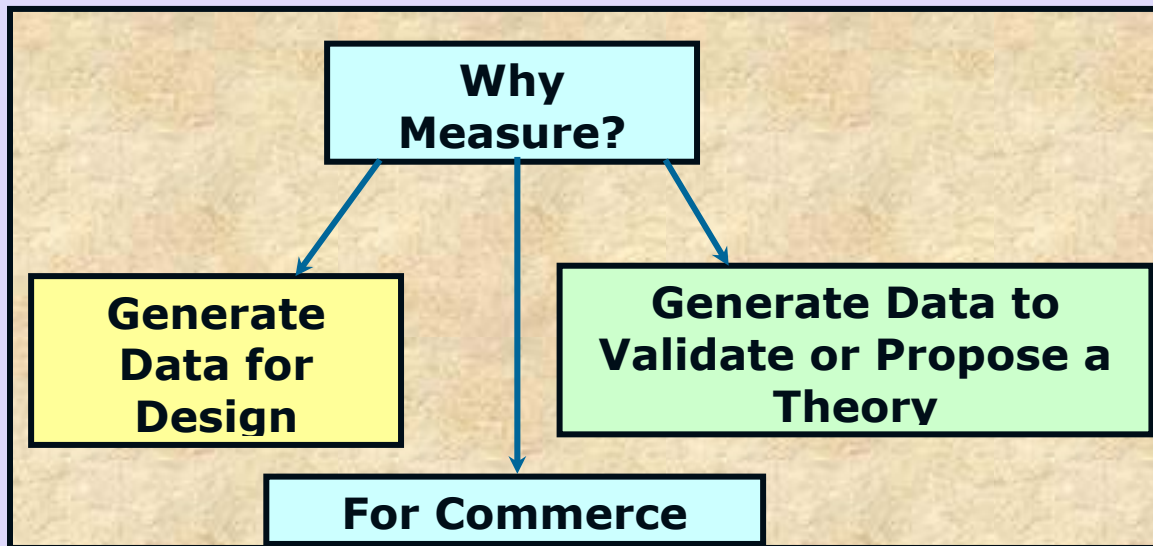 Why
Measure?
Generate
Data for
Design
Generate Data to
Validate or Propose a
Theory
For Commerce